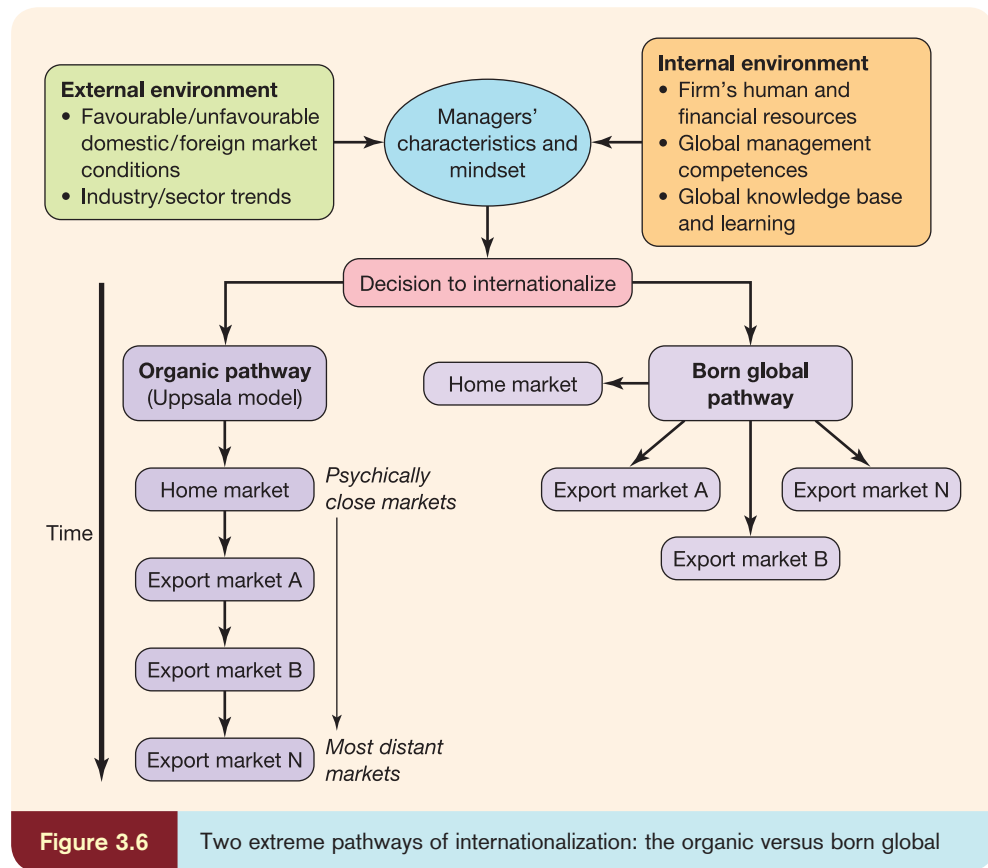 External environment
• Favourable/unfavourable
domestic/foreign market
conditions
• Industry/sector trends
Managers'
characteristics and
mindset
Internal environment
• Firm's human and
financial resources
• Global management
competences
• Global knowledge base
and learning
Decision to internationalize
Time
Organic pathway
(Uppsala model)
Home market
Export market A
Export market B
Export market N
Psychically
close markets
Most distant
markets
Born global
pathway
Home market
Export market A
Export market B
Export market N
Figure 3.6
Two extreme pathways of internationalization: the organic versus born global